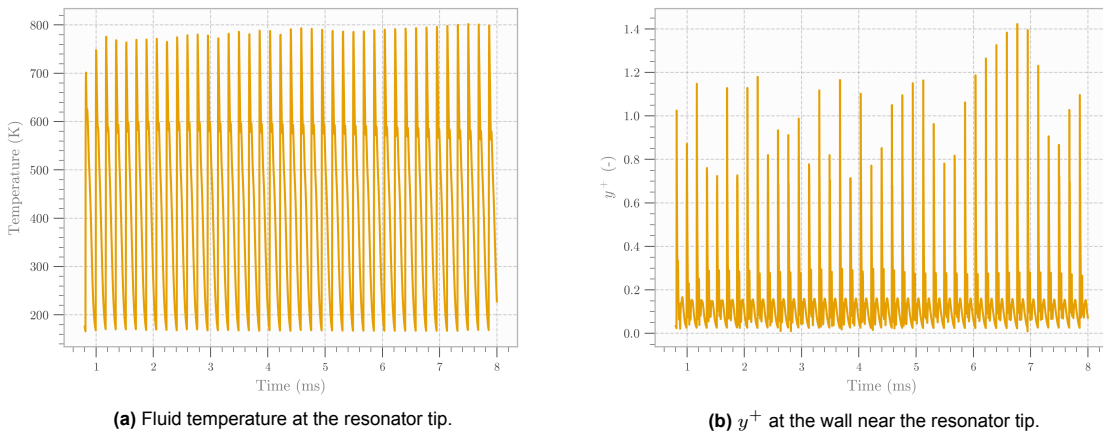 800
700
600
500
400
300
200
Temperature (K)
1 2 3 4 5 6 7 8
Time (ms)
(a) Fluid temperature at the resonator tip.
1.4
1.2
1.0
0.8
0.6
0.4
0.2
0.0
y⁺ (-)
1 2 3 4 5 6 7 8
Time (ms)
(b) y⁺ at the wall near the resonator tip.